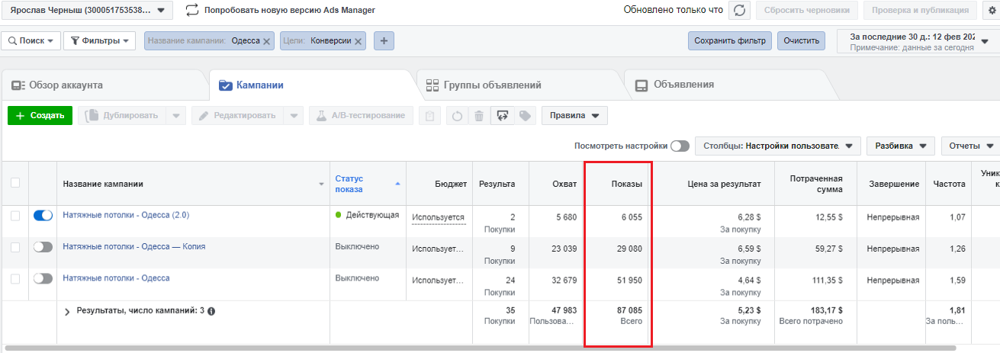 Ярослав Черныш (300051753538...
Попробовать новую версию Ads Manager
Обновлено только что
Сбросить черновики
Проверка и публикация
Поиск
Фильтры
Название кампании: Одесса
Цели: Конверсии
+
Сохранить фильтр
Очистить
За последние 30 д.: 12 фев 202
Примечание: данные за сегодня
Обзор аккаунта
Кампании
Группы объявлений
Объявления
+ Создать
Дублировать
Редактировать
A/B-тестирование
Правила
Посмотреть настройки
Столбцы: Настройки пользовате..
Разбивка
Отчеты
Название кампании
Статус показа
Бюджет
Результа
Охват
Показы
Цена за результат
Потраченная сумма
Завершение
Частота
Уник
к
Натяжные потолки - Одесса (2.0) Действующая Используется 2 5 680 6 055 6,28 $ 12,55 $ Непрерывная 1,07
Покупки За покупку
Натяжные потолки - Одесса — Копия Выключено Использует... 9 23 039 29 080 6,59 $ 59,27 $ Непрерывная 1,26
Покупки За покупку
Натяжные потолки - Одесса Выключено Использует... 24 32 679 51 950 4,64 $ 111,35 $ Непрерывная 1,59
Покупки За покупку
Результаты, число кампаний: 3 35 47 983 87 085 5,23 $ 183,17 $ 1,81
Покупки Пользова... Всего За покупку Всего потрачено За поль...